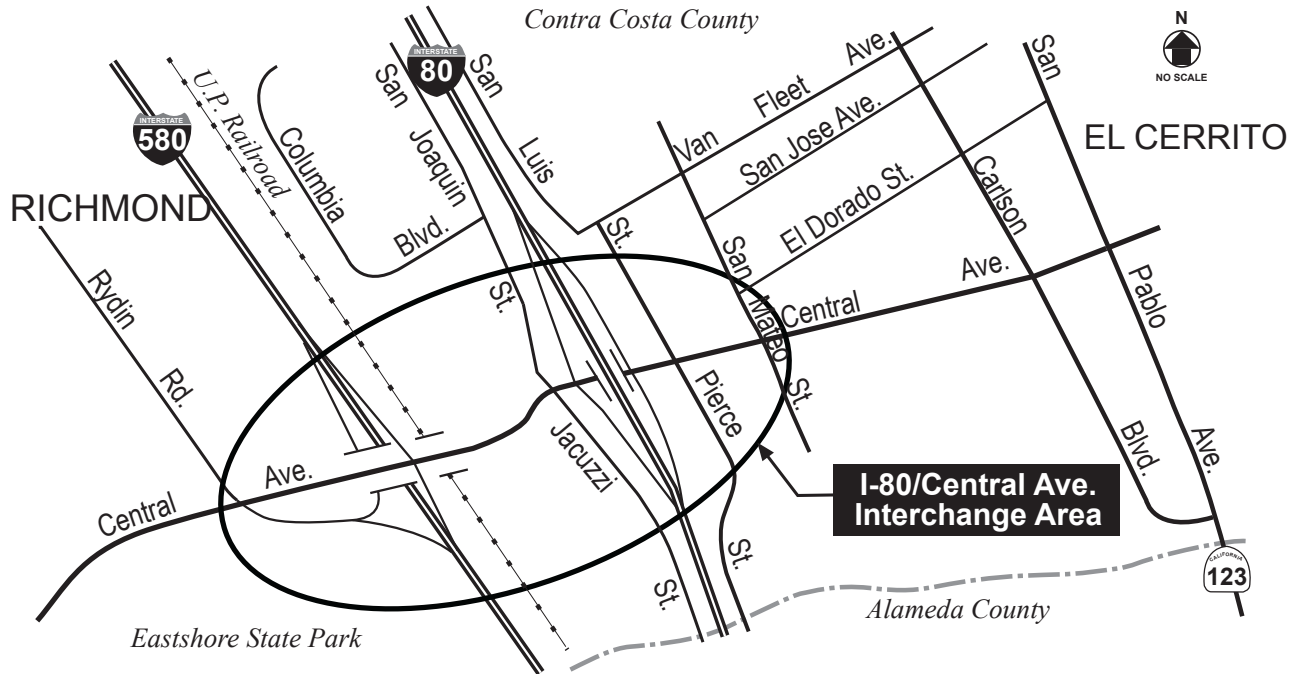 Contra Costa County
N
NO SCALE
INTERSTATE
80
INTERSTATE
580
U.P. Railroad
Columbia
Blvd.
San
Joaquin
St.
San
Luis
St.
Van
Fleet
Ave.
San Jose Ave.
El Dorado St.
San
Mateo
St.
Carlson
Blvd.
San
Pablo
Ave.
EL CERRITO
RICHMOND
Rydin
Rd.
Central
Ave.
Central
Ave.
Jacuzzi
St.
Pierce
St.
I-80/Central Ave.
Interchange Area
CALIFORNIA
123
Alameda County
Eastshore State Park